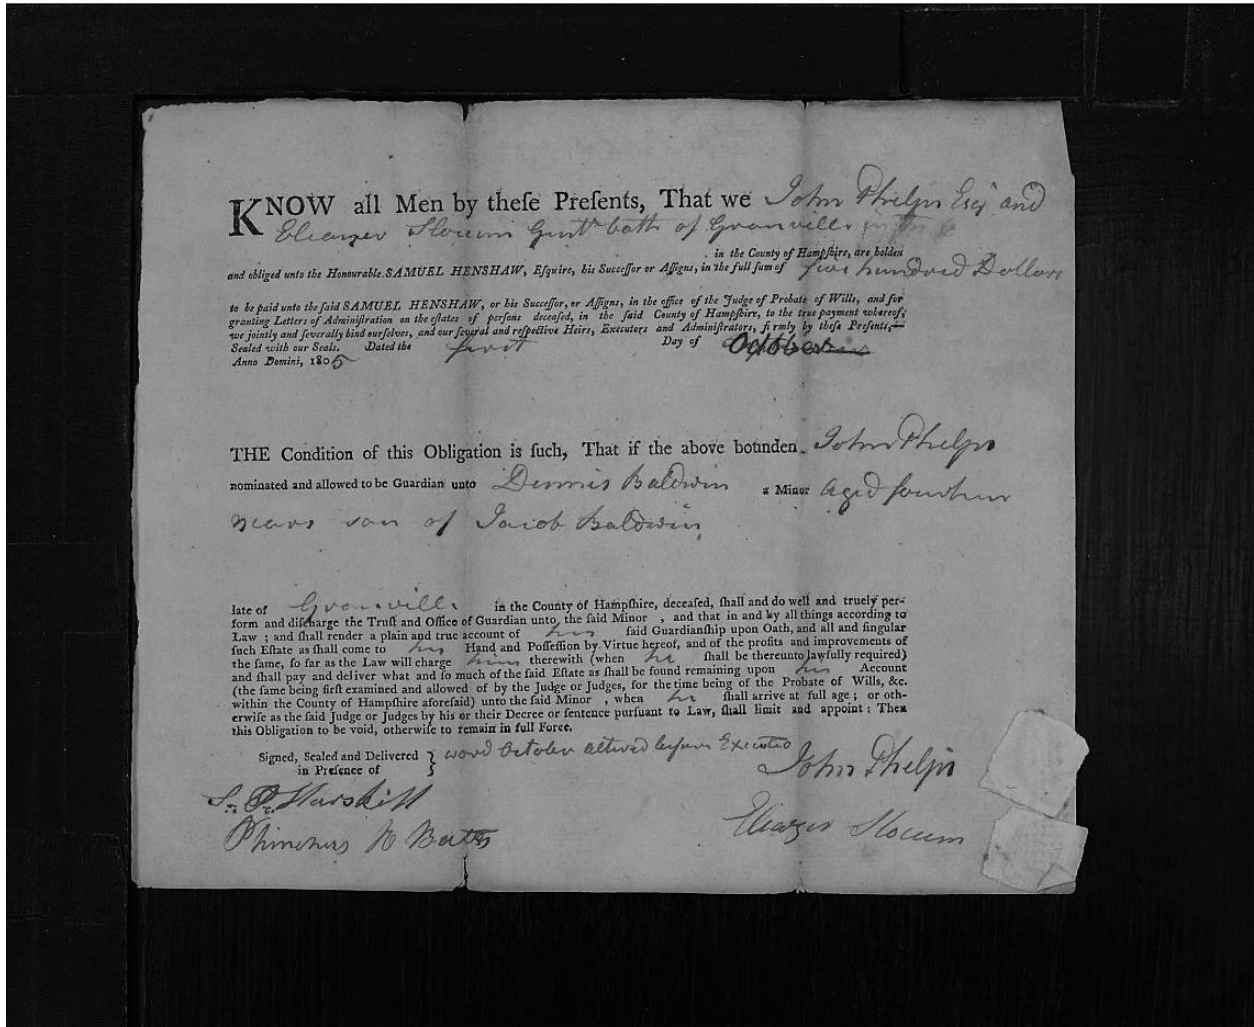 KNOW all Men by theſe Preſents, That we John Phelps Esq and
Eleazer Slocum Gent both of Granville in the
in the County of Hampſhire, are holden
and obliged unto the Honourable SAMUEL HENSHAW, Eſquire, his Succeſſor or Aſſigns, in the full ſum of five hundred Dollars
to be paid unto the ſaid SAMUEL HENSHAW, or his Succeſſor, or Aſſigns, in the office of the Judge of Probate of Wills, and for
granting Letters of Adminiſtration on the eſtates of perſons deceaſed, in the ſaid County of Hampſhire, to the true payment whereof,
we jointly and ſeverally bind ourſelves, and our ſeveral and reſpective Heirs, Executors and Adminiſtrators, firmly by theſe Preſents,—
Sealed with our Seals. Dated the first Day of October
Anno Domini, 1805
THE Condition of this Obligation is ſuch, That if the above bounden John Phelps
nominated and allowed to be Guardian unto Dennis Baldwin a Minor aged fourteen
years son of Jacob Baldwin
late of Granville in the County of Hampſhire, deceaſed, ſhall and do well and truely per-
form and diſcharge the Truſt and Office of Guardian unto the ſaid Minor , and that in and by all things according to
Law ; and ſhall render a plain and true account of his ſaid Guardianſhip upon Oath, and all and ſingular
ſuch Eſtate as ſhall come to his Hand and Poſſeſſion by Virtue hereof, and of the profits and improvements of
the ſame, ſo far as the Law will charge him therewith (when he ſhall be thereunto lawfully required)
and ſhall pay and deliver what and ſo much of the ſaid Eſtate as ſhall be found remaining upon his Account
(the ſame being firſt examined and allowed of by the Judge or Judges, for the time being of the Probate of Wills, &c.
within the County of Hampſhire aforeſaid) unto the ſaid Minor , when he ſhall arrive at full age ; or oth-
erwiſe as the ſaid Judge or Judges by his or their Decree or ſentence purſuant to Law, ſhall limit and appoint : Then
this Obligation to be void, otherwiſe to remain in full Force.
Signed, Sealed and Delivered } word October altered before Executed
in Preſence of
John Phelps
Eleazer Slocum
Phinehas Bates